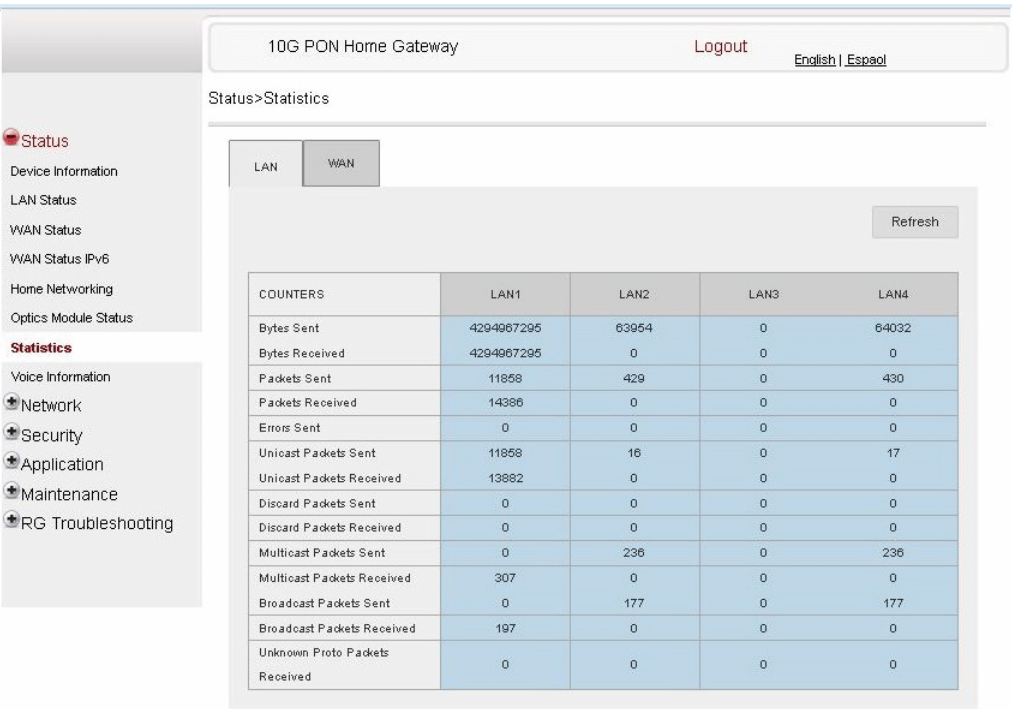 10G PON Home Gateway Logout
English | Espaol
Status>Statistics
Status
Device Information
LAN Status
WAN Status
WAN Status IPv6
Home Networking
Optics Module Status
Statistics
Voice Information
Network
Security
Application
Maintenance
RG Troubleshooting
LAN WAN
Refresh
COUNTERS LAN1 LAN2 LAN3 LAN4
Bytes Sent 4294967295 63954 0 64032
Bytes Received 4294967295 0 0 0
Packets Sent 11858 429 0 430
Packets Received 14386 0 0 0
Errors Sent 0 0 0 0
Unicast Packets Sent 11858 16 0 17
Unicast Packets Received 13882 0 0 0
Discard Packets Sent 0 0 0 0
Discard Packets Received 0 0 0 0
Multicast Packets Sent 0 236 0 236
Multicast Packets Received 307 0 0 0
Broadcast Packets Sent 0 177 0 177
Broadcast Packets Received 197 0 0 0
Unknown Proto Packets
Received 0 0 0 0